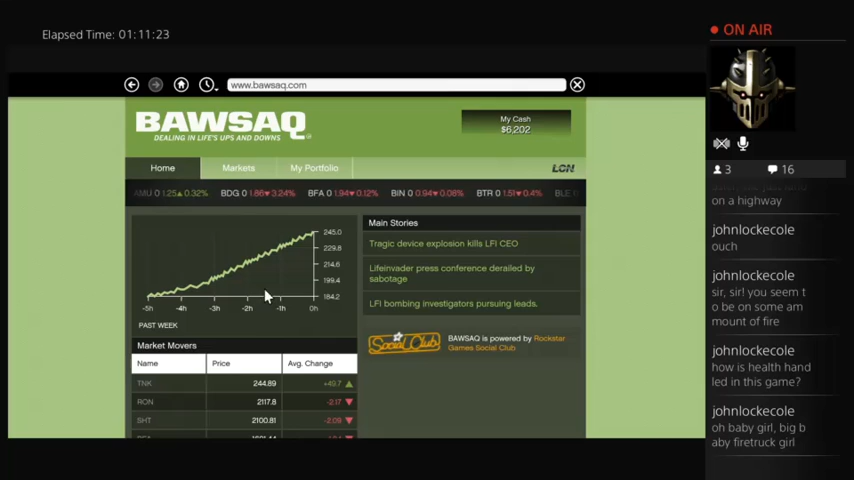 Elapsed Time: 01:11:23
ON AIR
www.bawsaq.com
BAWSAQ
DEALING IN LIFE'S UPS AND DOWNS
My Cash
$6,202
Home Markets My Portfolio LCN
AMU 0 1.25▲0.32% BDG 0 1.86▼3.24% BFA 0 1.94▼0.12% BIN 0 0.94▼0.08% BTR 0 1.51▼0.4% BLE
245.0
229.8
214.6
199.4
184.2
-5h -4h -3h -2h -1h 0h
PAST WEEK
Main Stories
Tragic device explosion kills LFI CEO
Lifeinvader press conference derailed by
sabotage
LFI bombing investigators pursuing leads.
Social Club
BAWSAQ is powered by Rockstar
Games Social Club
Market Movers
Name Price Avg. Change
TNK 244.89 +49.7 ▲
RON 2117.8 -2.17 ▼
SHT 2100.81 -2.09 ▼
3 16
on a highway
johnlockecole
ouch
johnlockecole
sir, sir! you seem t
o be on some am
mount of fire
johnlockecole
how is health hand
led in this game?
johnlockecole
oh baby girl, big b
aby firetruck girl